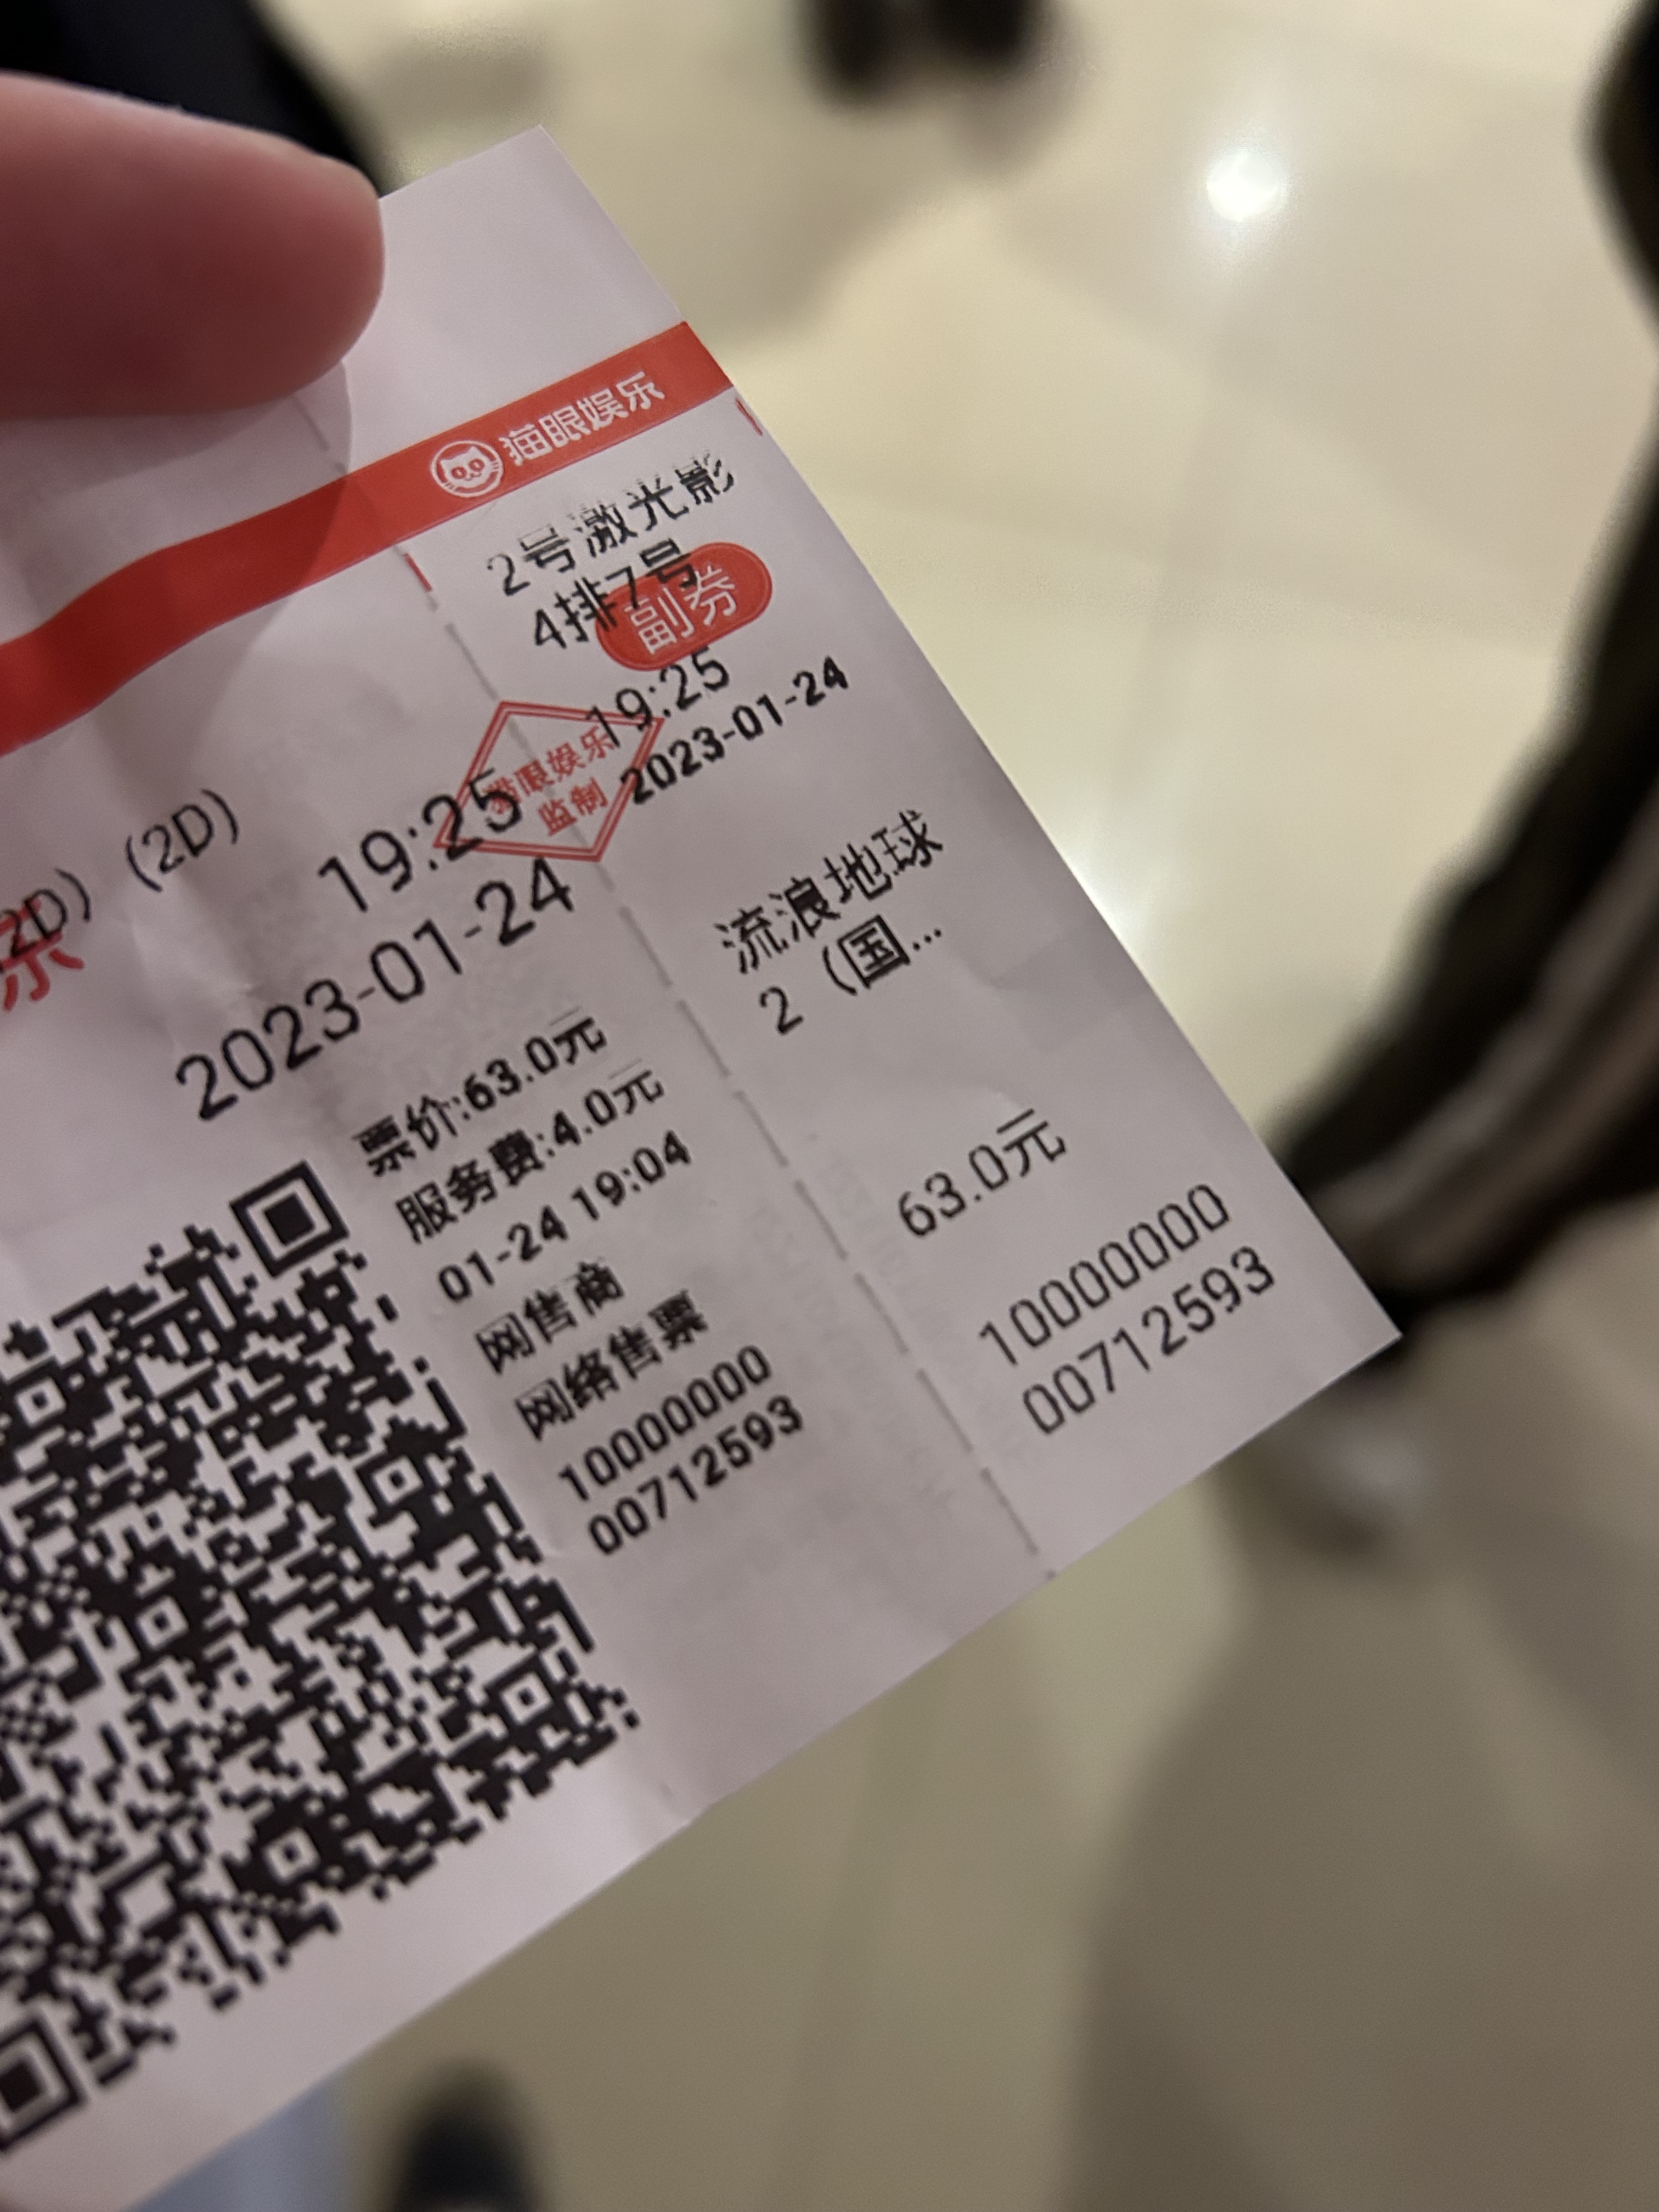 猫眼娱乐
2号激光影
4排7号
副券
19:25
2023-01-24
猫眼娱乐
监制
(2D)
19:25
2023-01-24
票价:63.0元
服务费:4.0元
01-24 19:04
网售商
网络售票
10000000
00712593
流浪地球
2（国...
63.0元
10000000
00712593